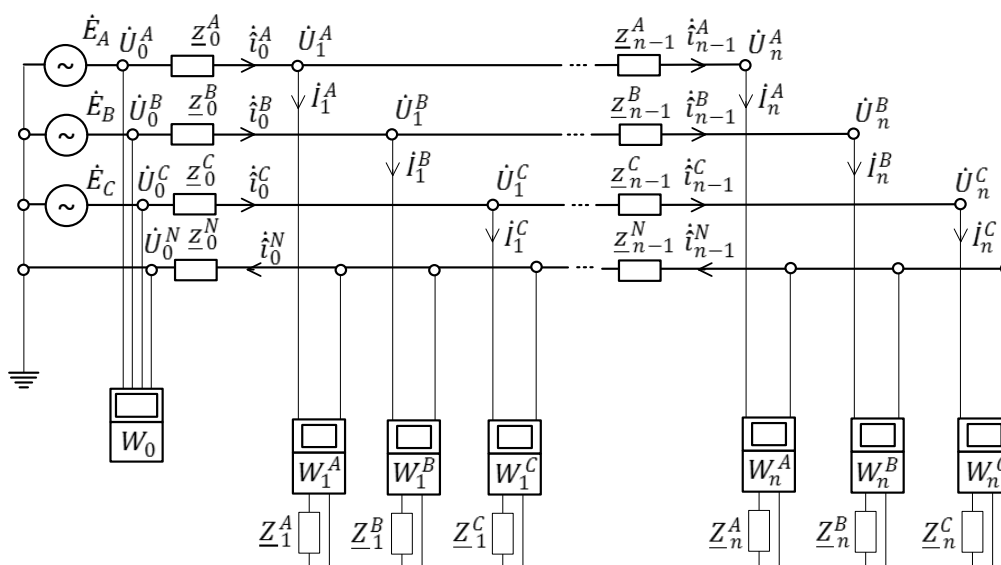 Ė_A U̇_0^A z_0^A i̇_0^A U̇_1^A ... z_{n−1}^A i̇_{n−1}^A U̇_n^A
~ İ_1^A İ_n^A
Ė_B U̇_0^B z_0^B i̇_0^B U̇_1^B ... z_{n−1}^B i̇_{n−1}^B U̇_n^B
~ İ_1^B İ_n^B
Ė_C U̇_0^C z_0^C i̇_0^C U̇_1^C ... z_{n−1}^C i̇_{n−1}^C U̇_n^C
~ İ_1^C İ_n^C
U̇_0^N z_0^N i̇_0^N ... z_{n−1}^N i̇_{n−1}^N
W_0 W_1^A W_1^B W_1^C W_n^A W_n^B W_n^C
Z_1^A Z_1^B Z_1^C Z_n^A Z_n^B Z_n^C